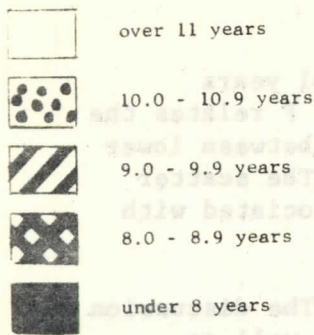 over 11 years
10.0 - 10.9 years
9.0 - 9.9 years
8.0 - 8.9 years
under 8 years